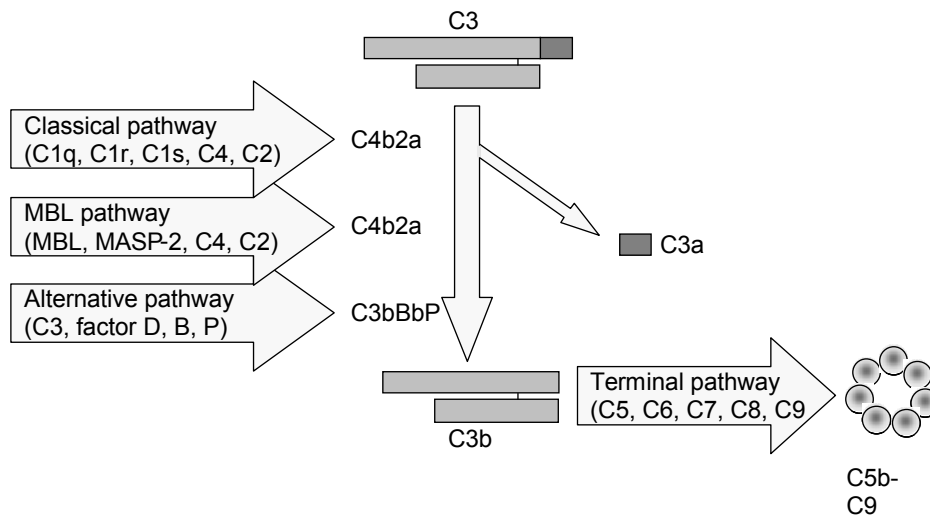 C3
Classical pathway
(C1q, C1r, C1s, C4, C2)
C4b2a
MBL pathway
(MBL, MASP-2, C4, C2)
C4b2a
C3a
Alternative pathway
(C3, factor D, B, P)
C3bBbP
Terminal pathway
(C5, C6, C7, C8, C9
C3b
C5b-
C9